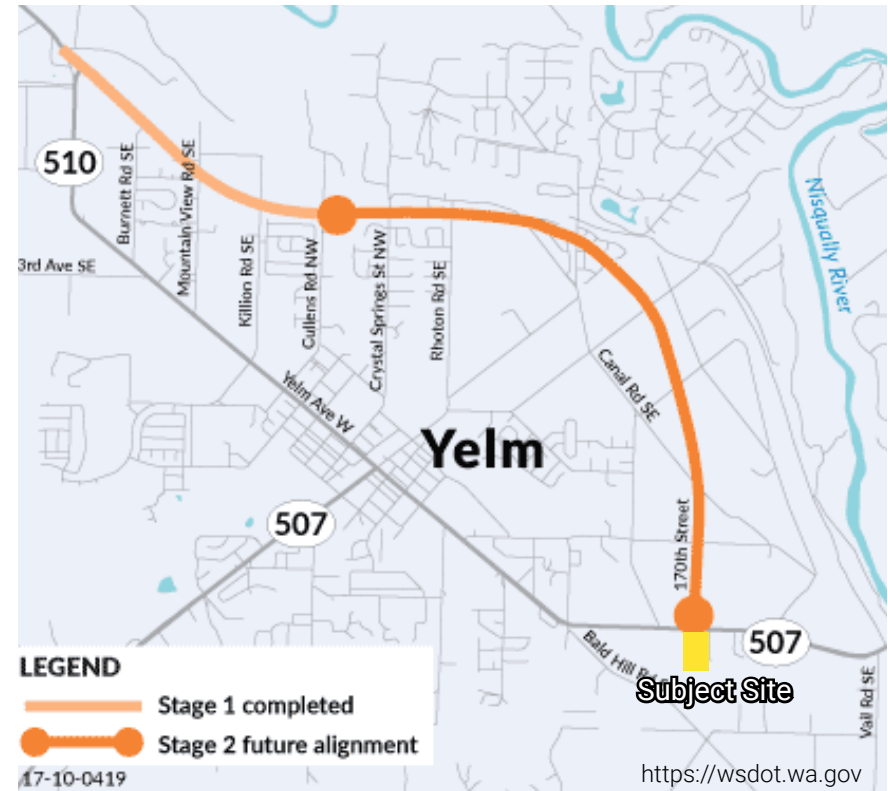 510
Burnett Rd SE
Mountain View Rd SE
Nisqually River
3rd Ave SE
Killion Rd SE
Cullens Rd NW
Crystal Springs St NW
Rhoton Rd SE
Canal Rd SE
Yelm Ave W
Yelm
507
170th Street
507
Bald Hill Rd
Subject Site
Vail Rd SE
LEGEND
Stage 1 completed
Stage 2 future alignment
17-10-0419
https://wsdot.wa.gov